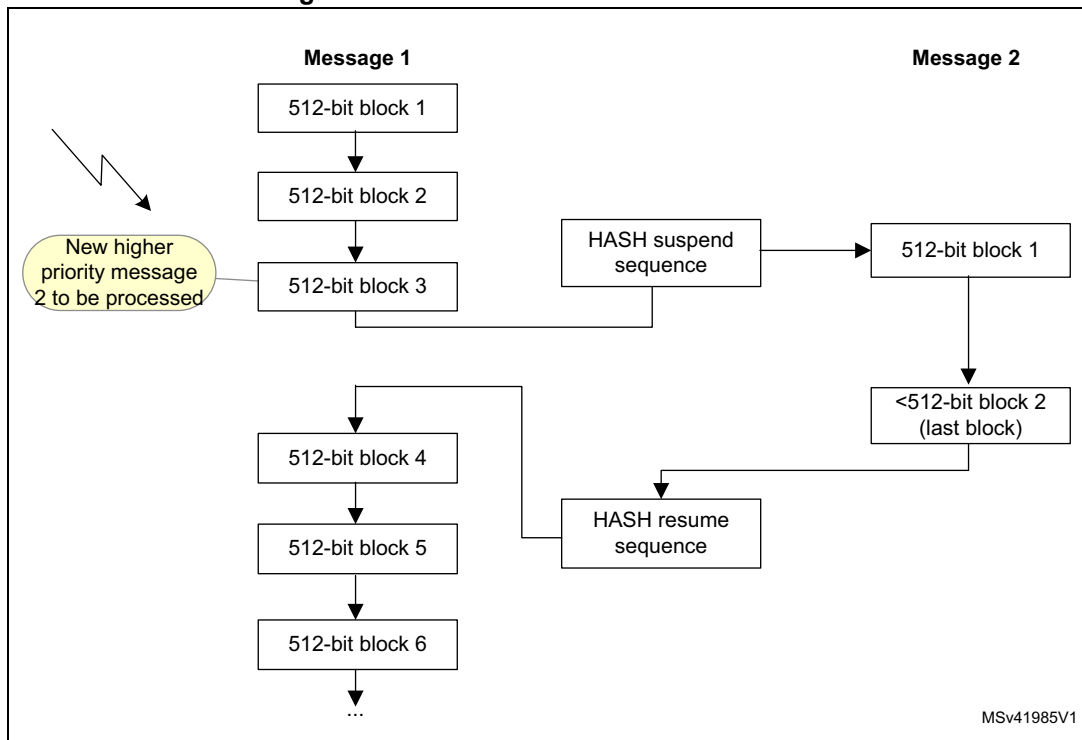 Message 1
Message 2
512-bit block 1
512-bit block 2
New higher
priority message
2 to be processed
512-bit block 3
HASH suspend
sequence
512-bit block 1
<512-bit block 2
(last block)
HASH resume
sequence
512-bit block 4
512-bit block 5
512-bit block 6
...
MSv41985V1